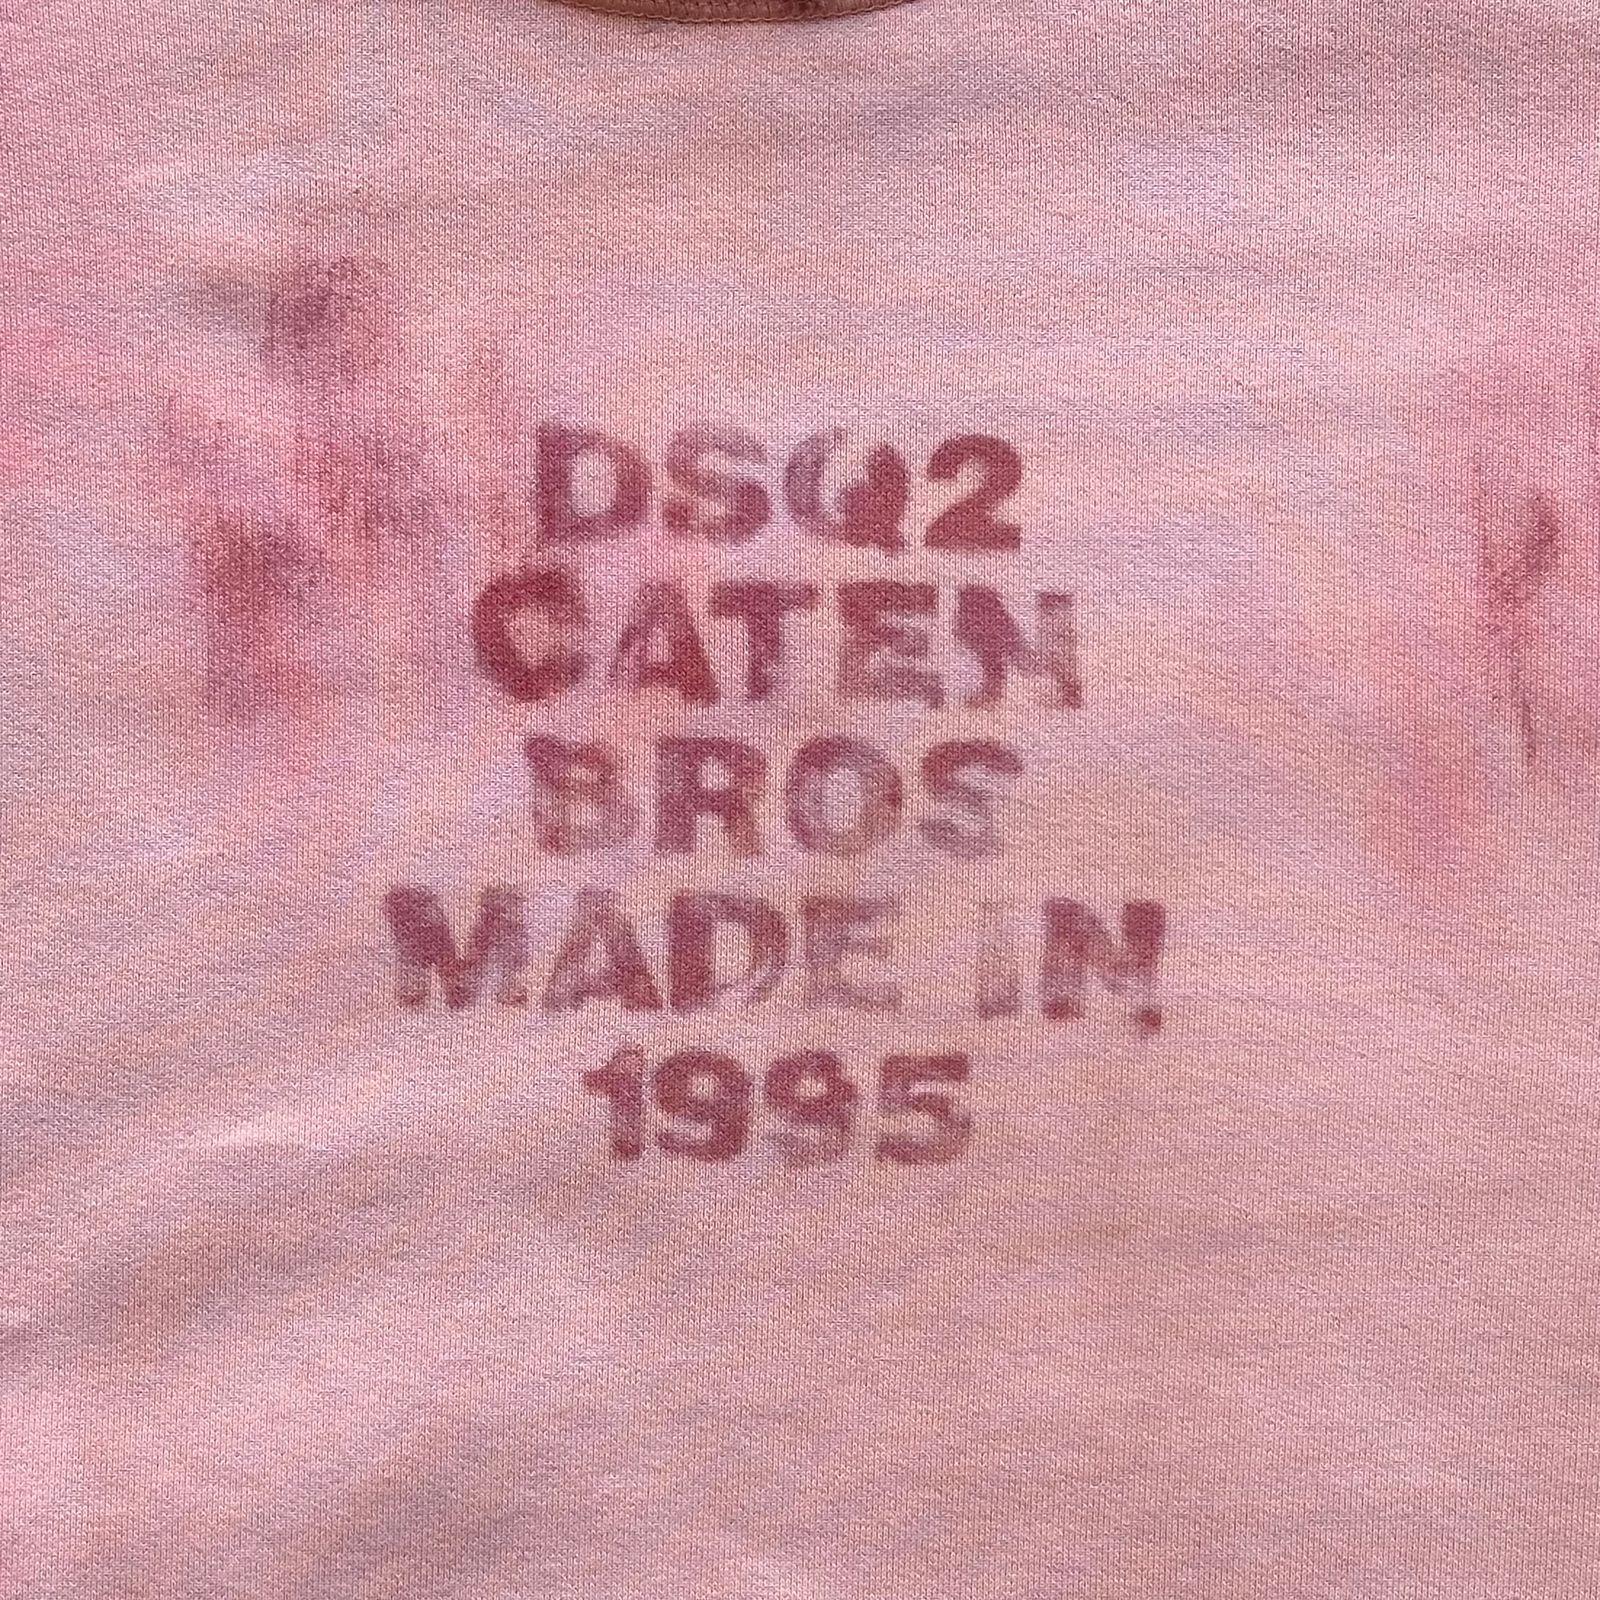 DSQ2
CATEN
BROS
MADE IN
1995